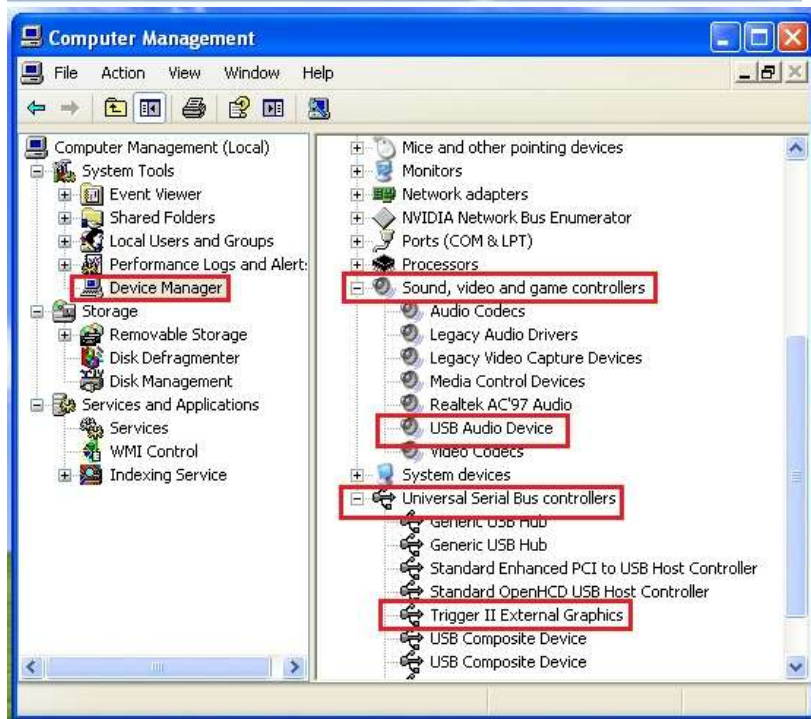 Computer Management
File Action View Window Help
Computer Management (Local)
System Tools
Event Viewer
Shared Folders
Local Users and Groups
Performance Logs and Alert:
Device Manager
Storage
Removable Storage
Disk Defragmenter
Disk Management
Services and Applications
Services
WMI Control
Indexing Service
Mice and other pointing devices
Monitors
Network adapters
NVIDIA Network Bus Enumerator
Ports (COM & LPT)
Processors
Sound, video and game controllers
Audio Codecs
Legacy Audio Drivers
Legacy Video Capture Devices
Media Control Devices
Realtek AC'97 Audio
USB Audio Device
Video Codecs
System devices
Universal Serial Bus controllers
Generic USB Hub
Generic USB Hub
Standard Enhanced PCI to USB Host Controller
Standard OpenHCD USB Host Controller
Trigger II External Graphics
USB Composite Device
USB Composite Device